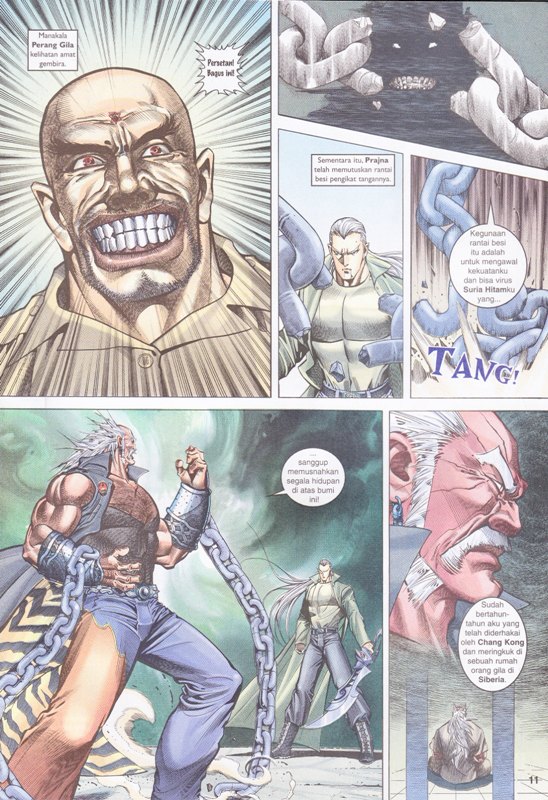 Manakala
Perang Gila
kelihatan amat
gembira.
Persetan!
Bagus ini!
Sementara itu, Prajna
telah memutuskan rantai
besi pengikat tangannya.
Kegunaan
rantai besi
itu adalah
untuk mengawal
kekuatanku
dan bisa virus
Suria Hitamku
yang...
TANG!
...
sanggup
memusnahkan
segala hidupan
di atas bumi
ini!
Sudah
bertahun-
tahun aku yang
telah diderhakai
oleh Chang Kong
dan meringkuk di
sebuah rumah
orang gila di
Siberia.
11